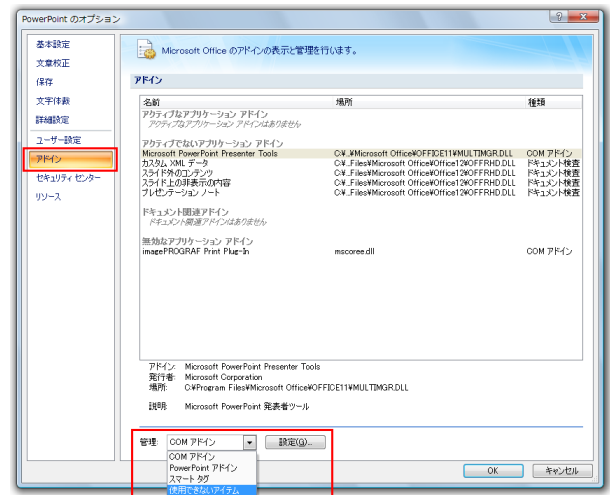 PowerPoint のオプション
基本設定
文章校正
保存
文字体裁
詳細設定
ユーザー設定
アドイン
セキュリティ センター
リソース
Microsoft Office のアドインの表示と管理を行います。
アドイン
名前 場所 種類
アクティブなアプリケーション アドイン
アクティブなアプリケーション アドインはありません
アクティブでないアプリケーション アドイン
Microsoft PowerPoint Presenter Tools C:¥..¥Microsoft Office¥OFFICE11¥MULTIMGR.DLL COM アドイン
カスタム XML データ C:¥..Files¥Microsoft Office¥Office12¥OFFRHD.DLL ドキュメント検査
スライド外のコンテンツ C:¥..Files¥Microsoft Office¥Office12¥OFFRHD.DLL ドキュメント検査
スライド上の非表示の内容 C:¥..Files¥Microsoft Office¥Office12¥OFFRHD.DLL ドキュメント検査
プレゼンテーション ノート C:¥..Files¥Microsoft Office¥Office12¥OFFRHD.DLL ドキュメント検査
ドキュメント関連アドイン
ドキュメント関連アドインはありません
無効なアプリケーション アドイン
imagePROGRAF Print Plug-In mscoree.dll COM アドイン
アドイン: Microsoft PowerPoint Presenter Tools
発行者: Microsoft Corporation
場所: C:¥Program Files¥Microsoft Office¥OFFICE11¥MULTIMGR.DLL
説明: Microsoft PowerPoint 発表者ツール
管理: COM アドイン 設定(G)...
COM アドイン
PowerPoint アドイン
スマート タグ
使用できないアイテム
OK キャンセル